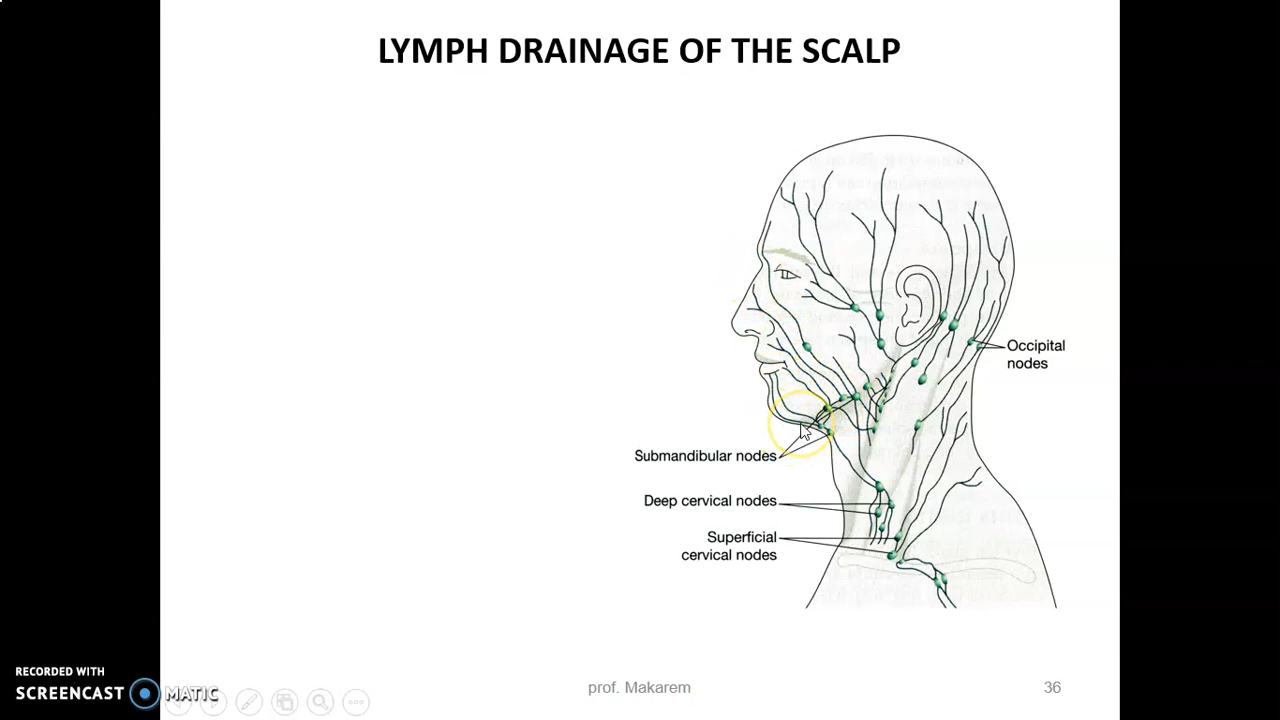 LYMPH DRAINAGE OF THE SCALP
Occipital
nodes
Submandibular nodes
Deep cervical nodes
Superficial
cervical nodes
RECORDED WITH
SCREENCAST MATIC
prof. Makarem
36